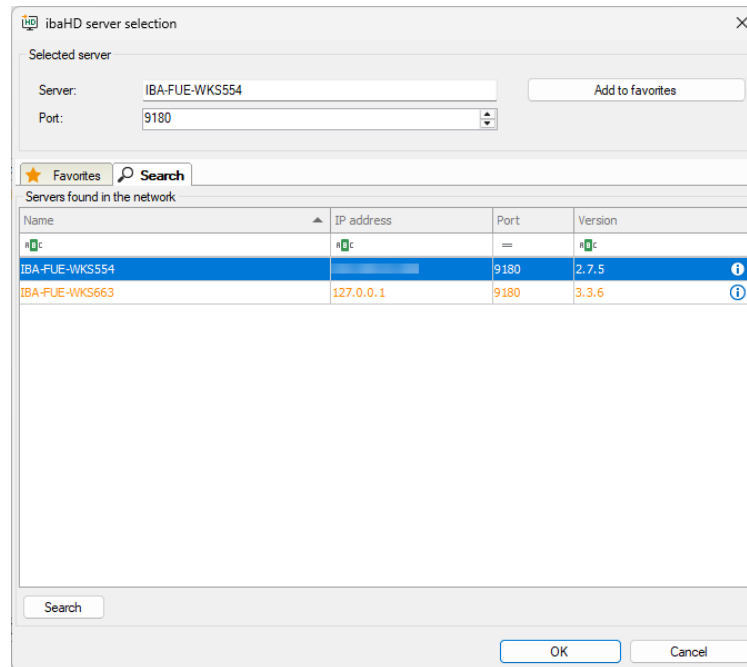 ibaHD server selection
Selected server
Server: IBA-FUE-WKS554 Add to favorites
Port: 9180
Favorites Search
Servers found in the network
Name IP address Port Version
IBA-FUE-WKS554 9180 2.7.5
IBA-FUE-WKS663 127.0.0.1 9180 3.3.6
Search
OK Cancel